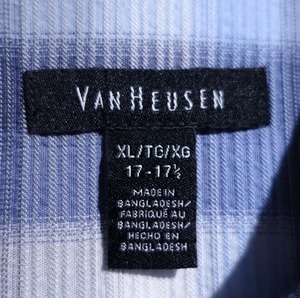 VAN HEUSEN
XL/TG/XG
17 - 17½
MADE IN
BANGLADESH/
FABRIQUÉ AU
BANGLADESH/
HECHO EN
BANGLADESH